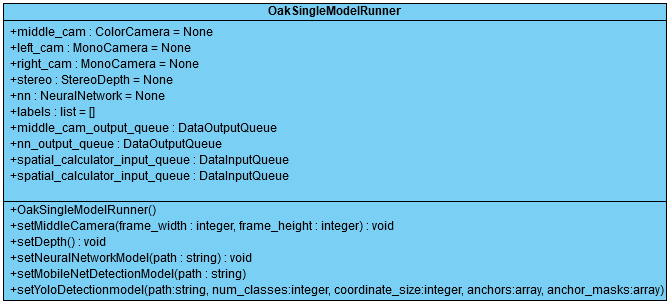 OakSingleModelRunner
+middle_cam : ColorCamera = None
+left_cam : MonoCamera = None
+right_cam : MonoCamera = None
+stereo : StereoDepth = None
+nn : NeuralNetwork = None
+labels : list = []
+middle_cam_output_queue : DataOutputQueue
+nn_output_queue : DataOutputQueue
+spatial_calculator_input_queue : DataInputQueue
+spatial_calculator_input_queue : DataInputQueue
+OakSingleModelRunner()
+setMiddleCamera(frame_width : integer, frame_height : integer) : void
+setDepth() : void
+setNeuralNetworkModel(path : string) : void
+setMobileNetDetectionModel(path : string)
+setYoloDetectionmodel(path:string, num_classes:integer, coordinate_size:integer, anchors:array, anchor_masks:array)